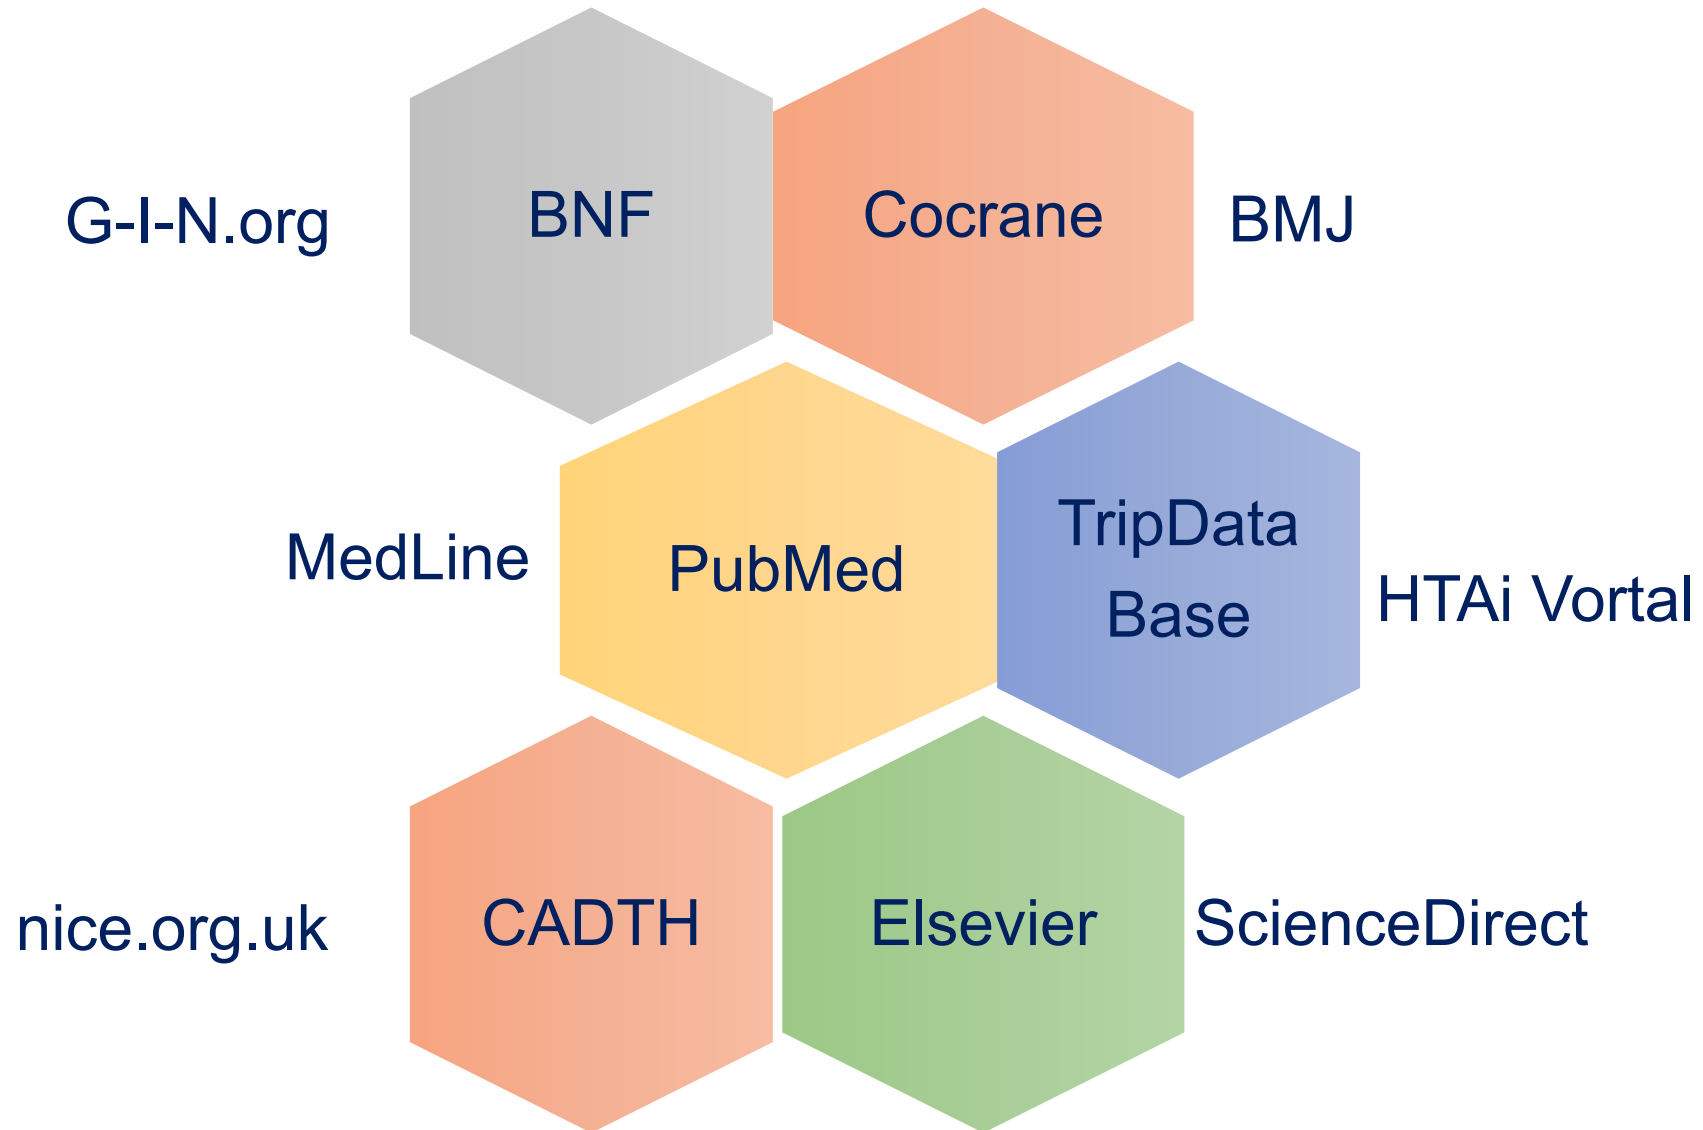 G-I-N.org
BNF
Cocrane
BMJ
MedLine
PubMed
TripData
Base
HTAi Vortal
nice.org.uk
CADTH
Elsevier
ScienceDirect